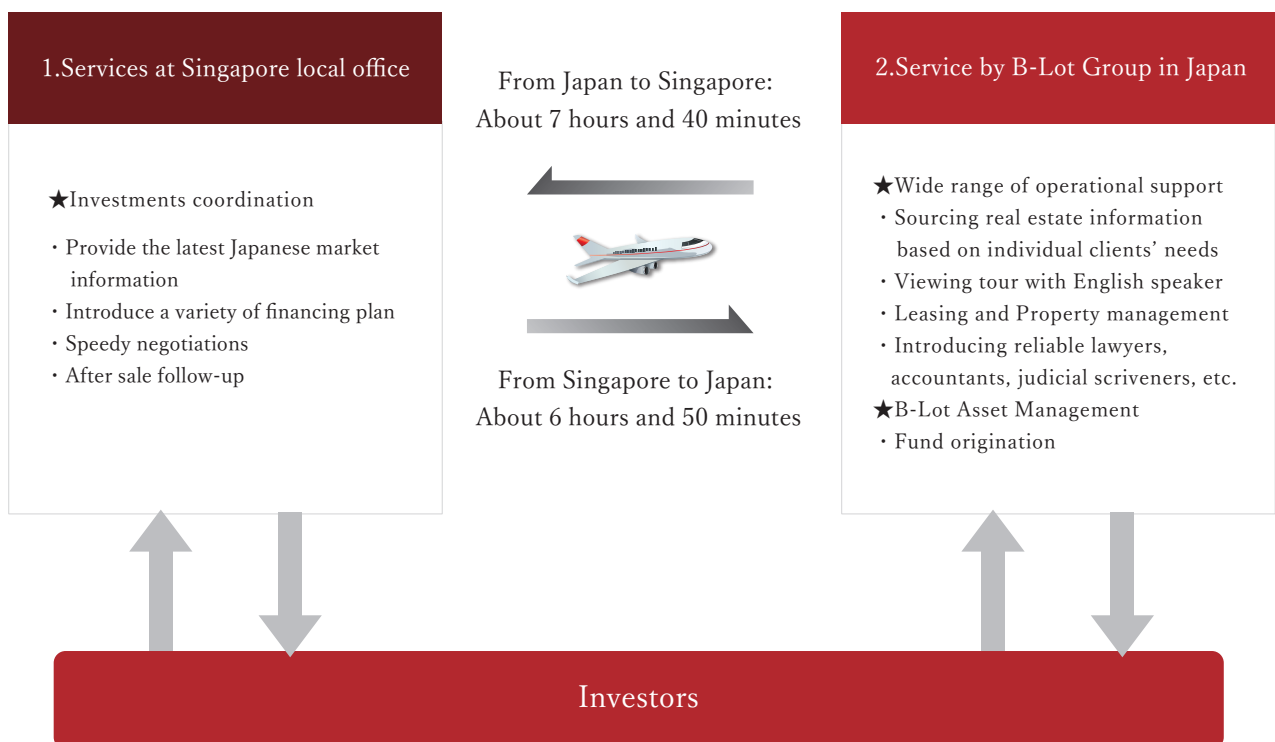 1.Services at Singapore local office
★Investments coordination
・Provide the latest Japanese market
information
・Introduce a variety of financing plan
・Speedy negotiations
・After sale follow-up
From Japan to Singapore:
About 7 hours and 40 minutes
From Singapore to Japan:
About 6 hours and 50 minutes
2.Service by B-Lot Group in Japan
★Wide range of operational support
・Sourcing real estate information
based on individual clients’ needs
・Viewing tour with English speaker
・Leasing and Property management
・Introducing reliable lawyers,
accountants, judicial scriveners, etc.
★B-Lot Asset Management
・Fund origination
Investors